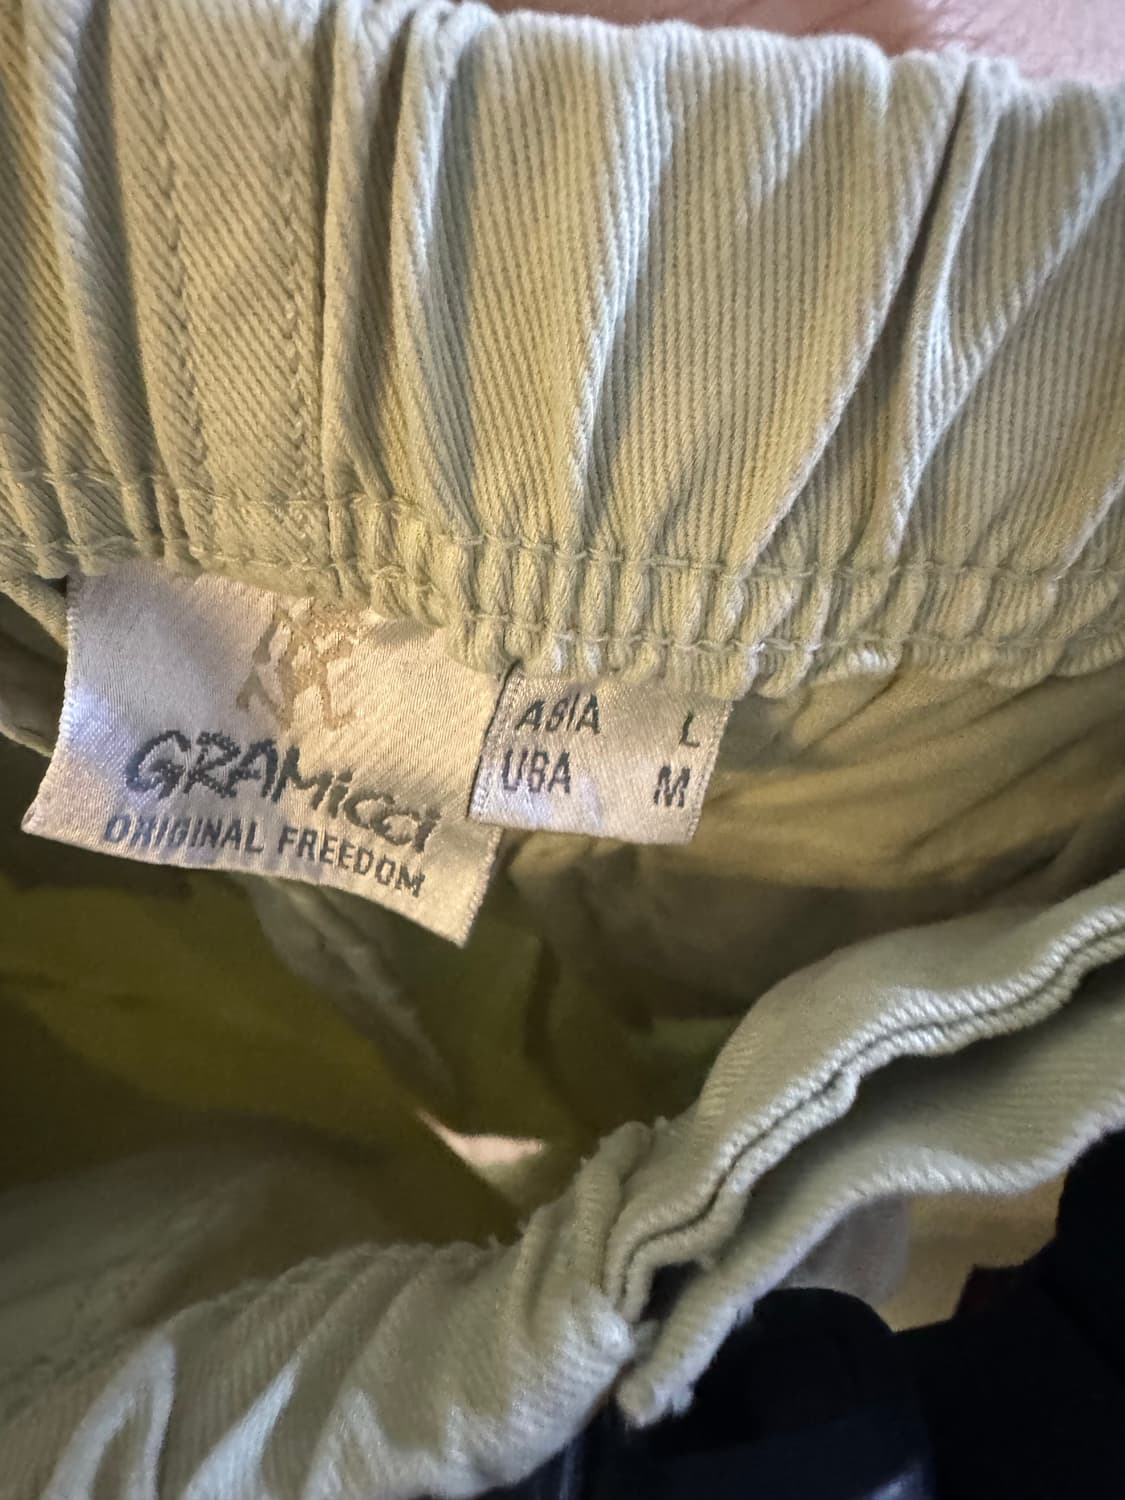 GRAMiCCi
ORIGINAL FREEDOM
ASIA L
USA M